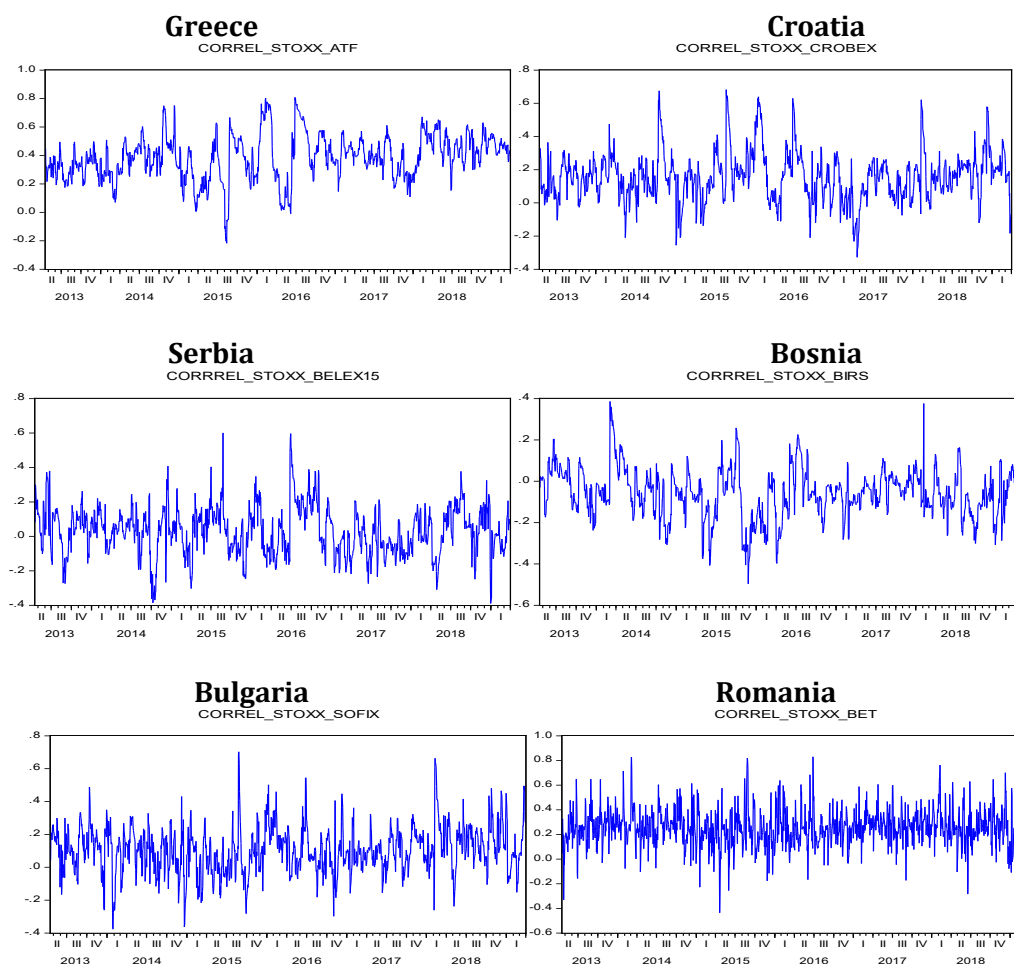 Greece
CORREL_STOXX_ATF
1.0
0.8
0.6
0.4
0.2
0.0
-0.2
-0.4
II III IV I II III IV I II III IV I II III IV I II III IV I II III IV I
2013 2014 2015 2016 2017 2018
Croatia
CORREL_STOXX_CROBEX
.8
.6
.4
.2
.0
-.2
-.4
II III IV I II III IV I II III IV I II III IV I II III IV I II III IV I
2013 2014 2015 2016 2017 2018
Serbia
CORRREL_STOXX_BELEX15
.8
.6
.4
.2
.0
-.2
-.4
II III IV I II III IV I II III IV I II III IV I II III IV I II III IV I
2013 2014 2015 2016 2017 2018
Bosnia
CORRREL_STOXX_BIRS
.4
.2
.0
-.2
-.4
-.6
II III IV I II III IV I II III IV I II III IV I II III IV I II III IV I
2013 2014 2015 2016 2017 2018
Bulgaria
CORREL_STOXX_SOFIX
.8
.6
.4
.2
.0
-.2
-.4
II III IV I II III IV I II III IV I II III IV I II III IV I II III IV I
2013 2014 2015 2016 2017 2018
Romania
CORREL_STOXX_BET
1.0
0.8
0.6
0.4
0.2
0.0
-0.2
-0.4
-0.6
II III IV I II III IV I II III IV I II III IV I II III IV I II III IV I
2013 2014 2015 2016 2017 2018